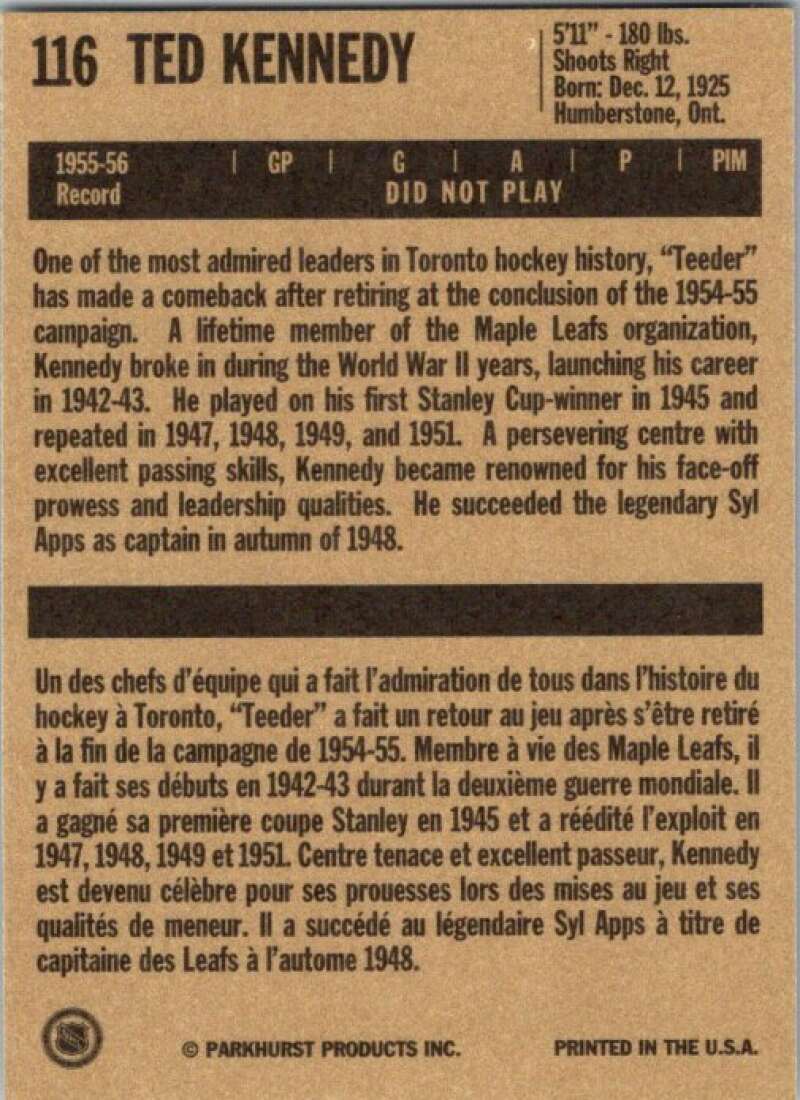 116 TED KENNEDY
5'11" - 180 lbs.
Shoots Right
Born: Dec. 12, 1925
Humberstone, Ont.
1955-56 | GP | G | A | P | PIM
Record DID NOT PLAY
One of the most admired leaders in Toronto hockey history, “Teeder”
has made a comeback after retiring at the conclusion of the 1954-55
campaign. A lifetime member of the Maple Leafs organization,
Kennedy broke in during the World War II years, launching his career
in 1942-43. He played on his first Stanley Cup-winner in 1945 and
repeated in 1947, 1948, 1949, and 1951. A persevering centre with
excellent passing skills, Kennedy became renowned for his face-off
prowess and leadership qualities. He succeeded the legendary Syl
Apps as captain in autumn of 1948.
Un des chefs d'équipe qui a fait l'admiration de tous dans l'histoire du
hockey à Toronto, “Teeder” a fait un retour au jeu après s'être retiré
à la fin de la campagne de 1954-55. Membre à vie des Maple Leafs, il
y a fait ses débuts en 1942-43 durant la deuxième guerre mondiale. Il
a gagné sa première coupe Stanley en 1945 et a réédité l'exploit en
1947, 1948, 1949 et 1951. Centre tenace et excellent passeur, Kennedy
est devenu célèbre pour ses prouesses lors des mises au jeu et ses
qualités de meneur. Il a succédé au légendaire Syl Apps à titre de
capitaine des Leafs à l'autome 1948.
© PARKHURST PRODUCTS INC. PRINTED IN THE U.S.A.